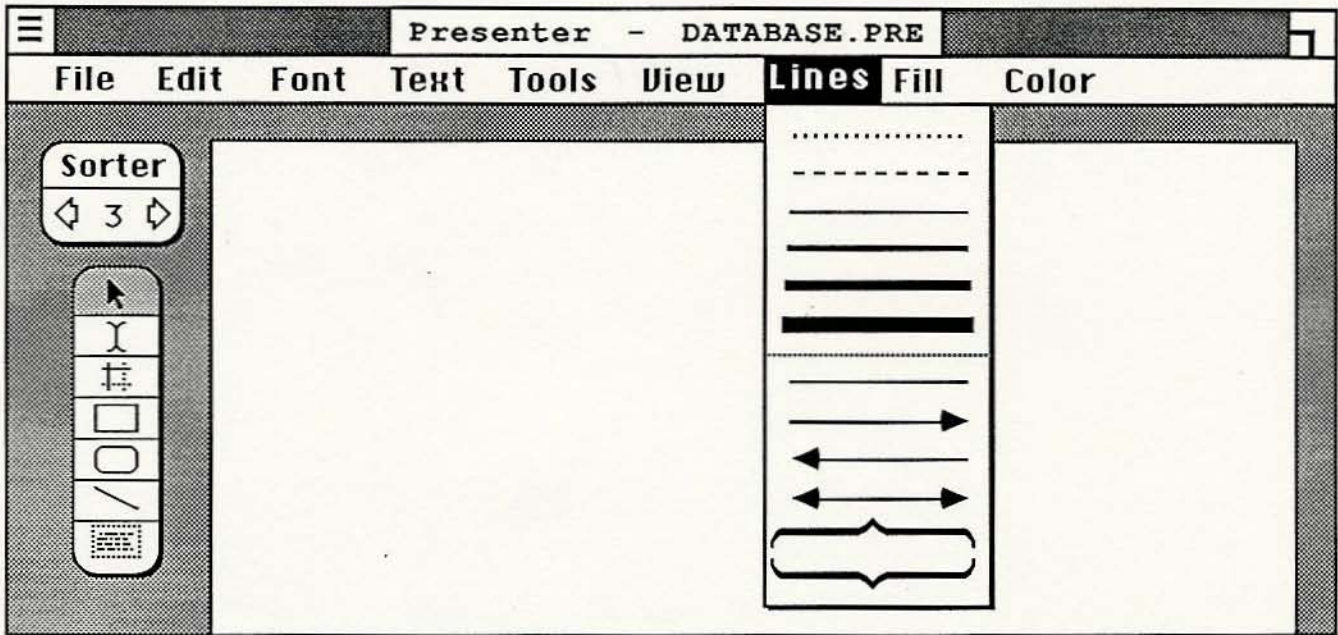 Presenter - DATABASE.PRE
File Edit Font Text Tools View Lines Fill Color
Sorter
3